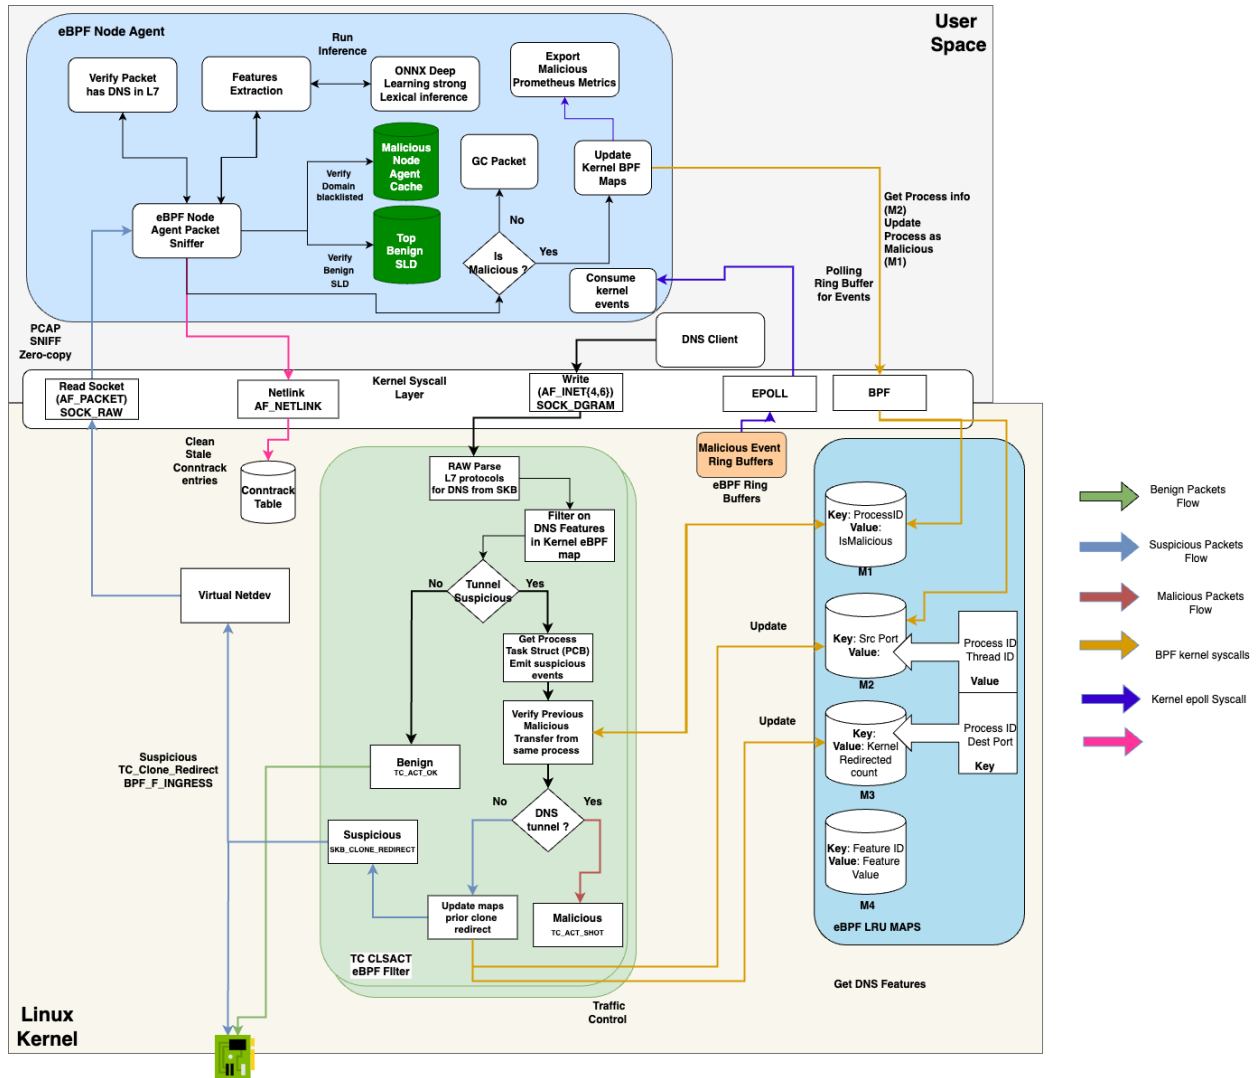 eBPF Node Agent
User
Space
Run
Inference
Verify Packet
has DNS in L7
Features
Extraction
ONNX Deep
Learning strong
Lexical inference
Export
Malicious
Prometheus Metrics
Malicious
Node
Agent
Cache
GC Packet
Update
Kernel BPF
Maps
Verify
Domain
blacklisted
eBPF Node
Agent Packet
Sniffer
Top
Benign
SLD
Verify
Benign
SLD
No
Is
Malicious ?
Yes
Consume
kernel
events
Get Process info
(M2)
Update
Process as
Malicious
(M1)
Polling
Ring Buffer
for Events
PCAP
SNIFF
Zero-copy
DNS Client
Read Socket
(AF_PACKET)
SOCK_RAW
Netlink
AF_NETLINK
Kernel Syscall
Layer
Write
(AF_INET{4,6})
SOCK_DGRAM
EPOLL
BPF
Clean
Stale
Conntrack
entries
Conntrack
Table
RAW Parse
L7 protocols
for DNS from SKB
Malicious Event
Ring Buffers
eBPF Ring
Buffers
Filter on
DNS Features
in Kernel eBPF
map
Key: ProcessID
Value:
IsMalicious
M1
Virtual Netdev
No
Tunnel
Suspicious
Yes
Get Process
Task Struct (PCB)
Emit suspicious
events
Update
Key: Src Port
Value:
M2
Process ID
Thread ID
Value
Verify Previous
Malicious
Transfer from
same process
Update
Key:
Value: Kernel
Redirected
count
M3
Process ID
Dest Port
Key
Suspicious
TC_Clone_Redirect
BPF_F_INGRESS
Benign
TC_ACT_OK
No
DNS
tunnel ?
Yes
Suspicious
SKB_CLONE_REDIRECT
Key: Feature ID
Value: Feature
Value
M4
Update maps
prior clone
redirect
Malicious
TC_ACT_SHOT
eBPF LRU MAPS
TC CLSACT
eBPF Filter
Get DNS Features
Traffic
Control
Linux
Kernel
Benign Packets
Flow
Suspicious Packets
Flow
Malicious Packets
Flow
BPF kernel syscalls
Kernel epoll Syscall